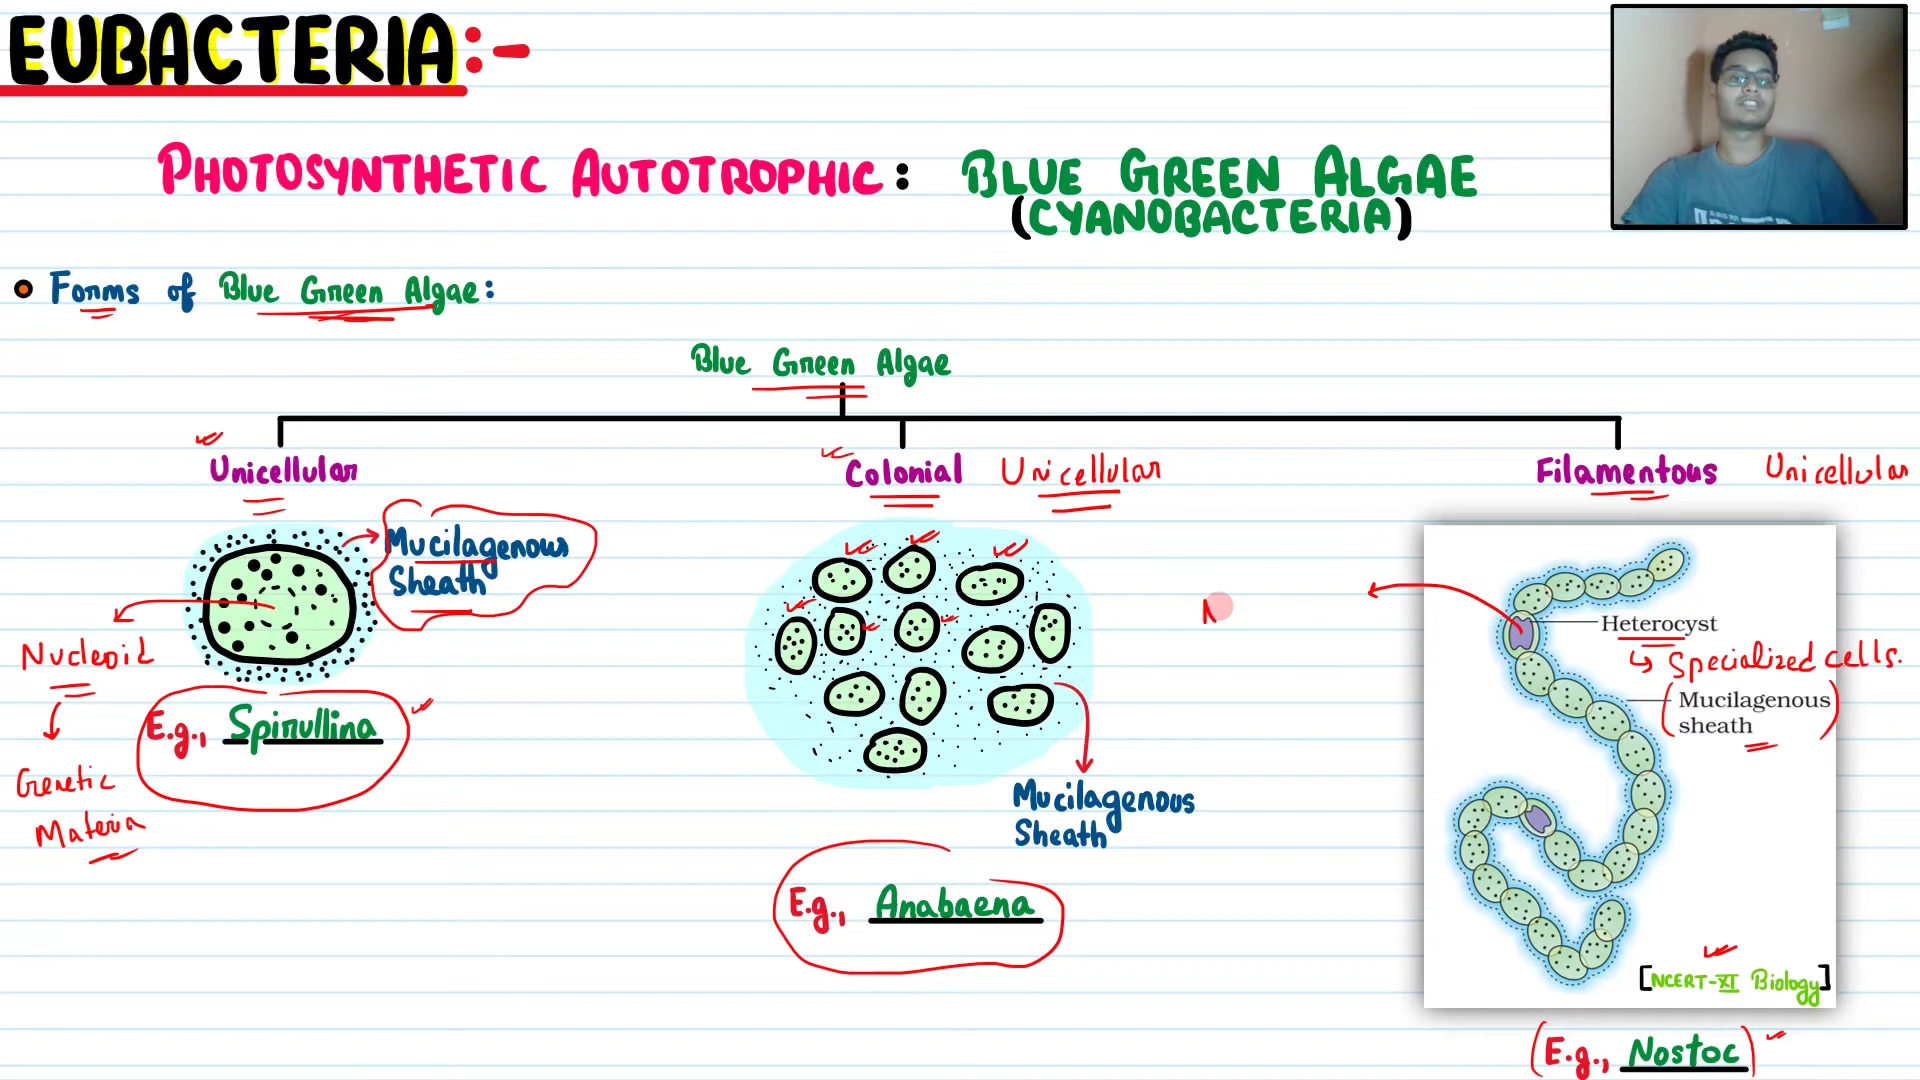 EUBACTERIA:-
PHOTOSYNTHETIC AUTOTROPHIC: BLUE GREEN ALGAE
(CYANOBACTERIA)
Forms of Blue Green Algae:
Blue Green Algae
Unicellular
Colonial Unicellular
Filamentous Unicellular
Mucilagenous
Sheath
Nucleoid
Genetic
Materia
E.g., Spirullina
Mucilagenous
Sheath
E.g., Anabaena
Heterocyst
Specialized cells.
Mucilagenous
sheath
[NCERT-XI Biology]
(E.g., Nostoc)